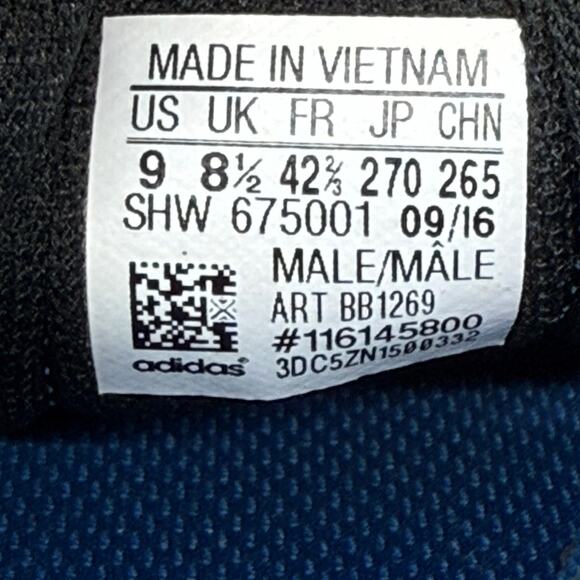 MADE IN VIETNAM
US UK FR JP CHN
9 8½ 42⅔ 270 265
SHW 675001 09/16
MALE/MÂLE
ART BB1269
#116145800
3DC5ZN1500332
adidas®